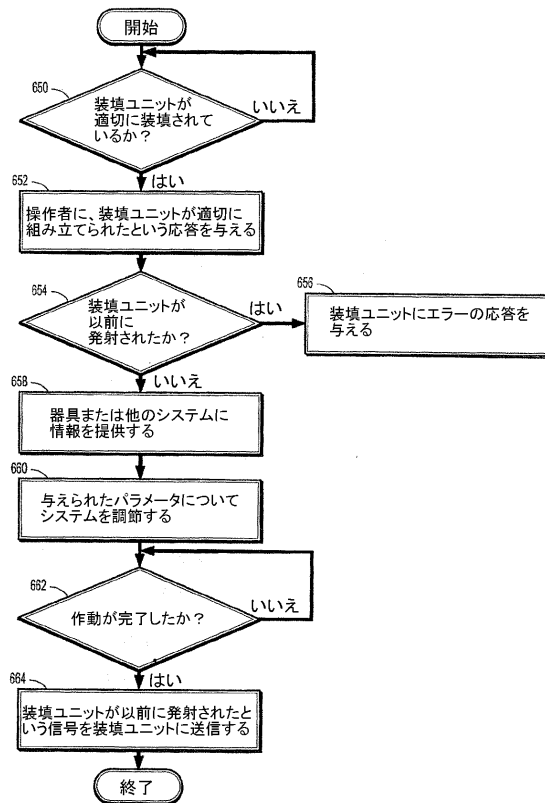 開始
650
装填ユニットが
適切に装填されて
いるか？
いいえ
はい
652
操作者に、装填ユニットが適切に
組み立てられたという応答を与える
654
装填ユニットが
以前に
発射されたか？
はい
656
装填ユニットにエラーの応答を
与える
いいえ
658
器具または他のシステムに
情報を提供する
660
与えられたパラメータについて
システムを調節する
662
作動が完了したか？
いいえ
はい
664
装填ユニットが以前に発射されたと
いう信号を装填ユニットに送信する
終了